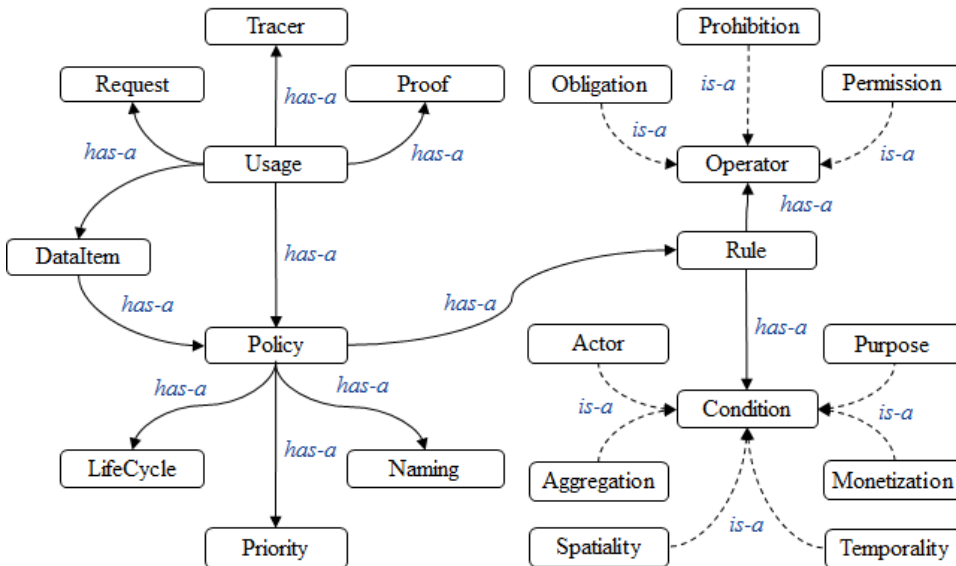 Tracer
Prohibition
Request
has-a
Proof
Obligation
is-a
Permission
has-a
Usage
has-a
is-a
Operator
is-a
has-a
DataItem
has-a
Rule
has-a
has-a
has-a
Policy
Actor
Purpose
has-a
has-a
is-a
Condition
is-a
has-a
LifeCycle
Naming
Aggregation
Monetization
is-a
Priority
Spatiality
Temporality